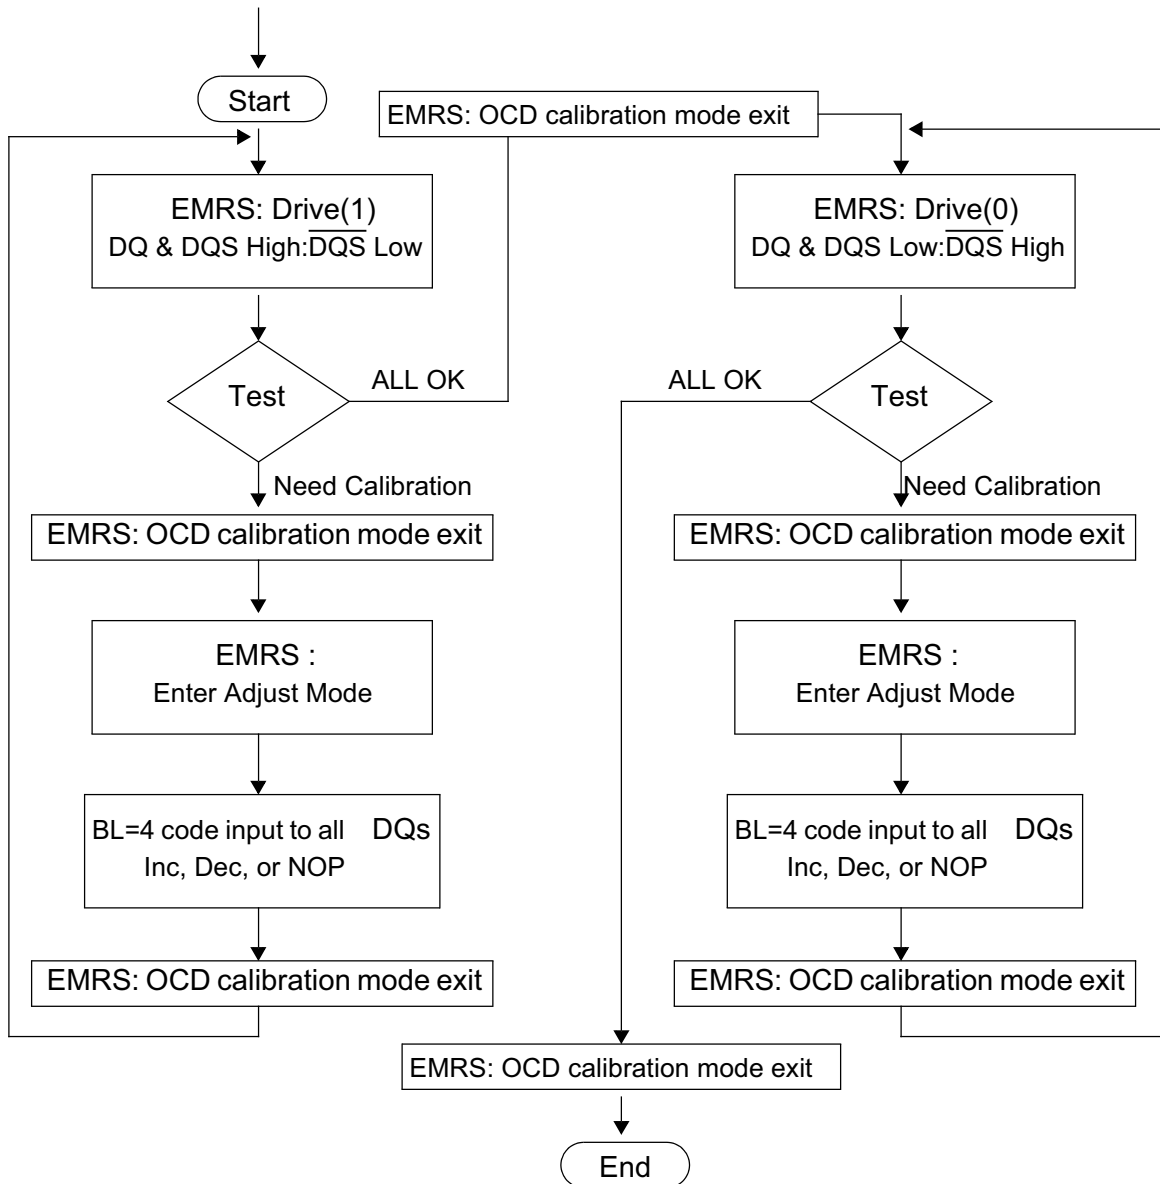 Start
EMRS: OCD calibration mode exit
EMRS: Drive(1)
DQ & DQS High:D̅Q̅S̅ Low
Test
ALL OK
Need Calibration
EMRS: OCD calibration mode exit
EMRS :
Enter Adjust Mode
BL=4 code input to all DQs
Inc, Dec, or NOP
EMRS: OCD calibration mode exit
EMRS: Drive(0)
DQ & DQS Low:D̅Q̅S̅ High
Test
ALL OK
Need Calibration
EMRS: OCD calibration mode exit
EMRS :
Enter Adjust Mode
BL=4 code input to all DQs
Inc, Dec, or NOP
EMRS: OCD calibration mode exit
EMRS: OCD calibration mode exit
End